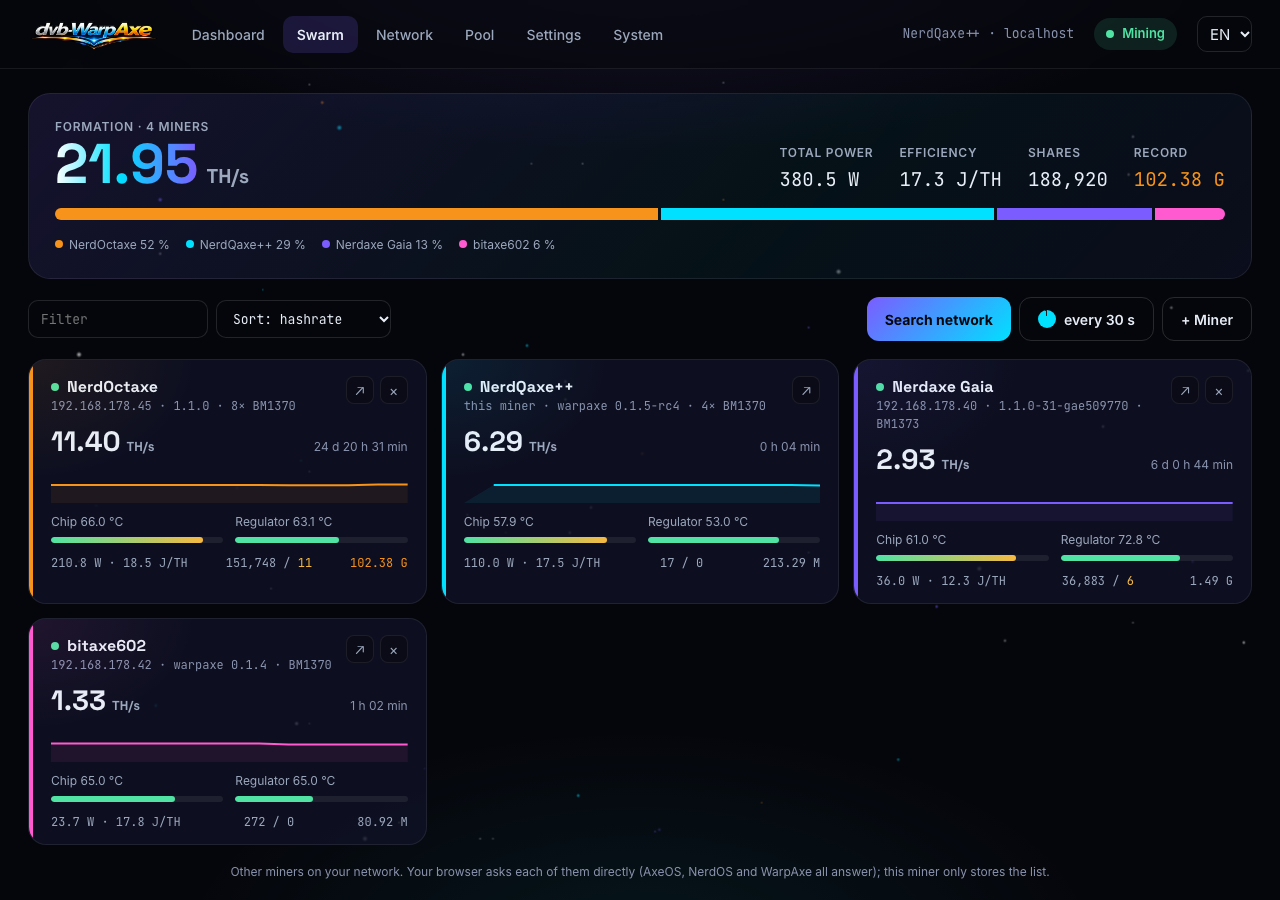 dvb-WarpAxe
Dashboard Swarm Network Pool Settings System
NerdQaxe++ · localhost
Mining
EN
FORMATION · 4 MINERS
21.95 TH/s
TOTAL POWER EFFICIENCY SHARES RECORD
380.5 W 17.3 J/TH 188,920 102.38 G
NerdOctaxe 52 % NerdQaxe++ 29 % Nerdaxe Gaia 13 % bitaxe602 6 %
Filter
Sort: hashrate
Search network
every 30 s
+ Miner
NerdOctaxe
192.168.178.45 · 1.1.0 · 8× BM1370
11.40 TH/s
24 d 20 h 31 min
Chip 66.0 °C Regulator 63.1 °C
210.8 W · 18.5 J/TH 151,748 / 11 102.38 G
NerdQaxe++
this miner · warpaxe 0.1.5-rc4 · 4× BM1370
6.29 TH/s
0 h 04 min
Chip 57.9 °C Regulator 53.0 °C
110.0 W · 17.5 J/TH 17 / 0 213.29 M
Nerdaxe Gaia
192.168.178.40 · 1.1.0-31-gae509770 ·
BM1373
2.93 TH/s
6 d 0 h 44 min
Chip 61.0 °C Regulator 72.8 °C
36.0 W · 12.3 J/TH 36,883 / 6 1.49 G
bitaxe602
192.168.178.42 · warpaxe 0.1.4 · BM1370
1.33 TH/s
1 h 02 min
Chip 65.0 °C Regulator 65.0 °C
23.7 W · 17.8 J/TH 272 / 0 80.92 M
Other miners on your network. Your browser asks each of them directly (AxeOS, NerdOS and WarpAxe all answer); this miner only stores the list.